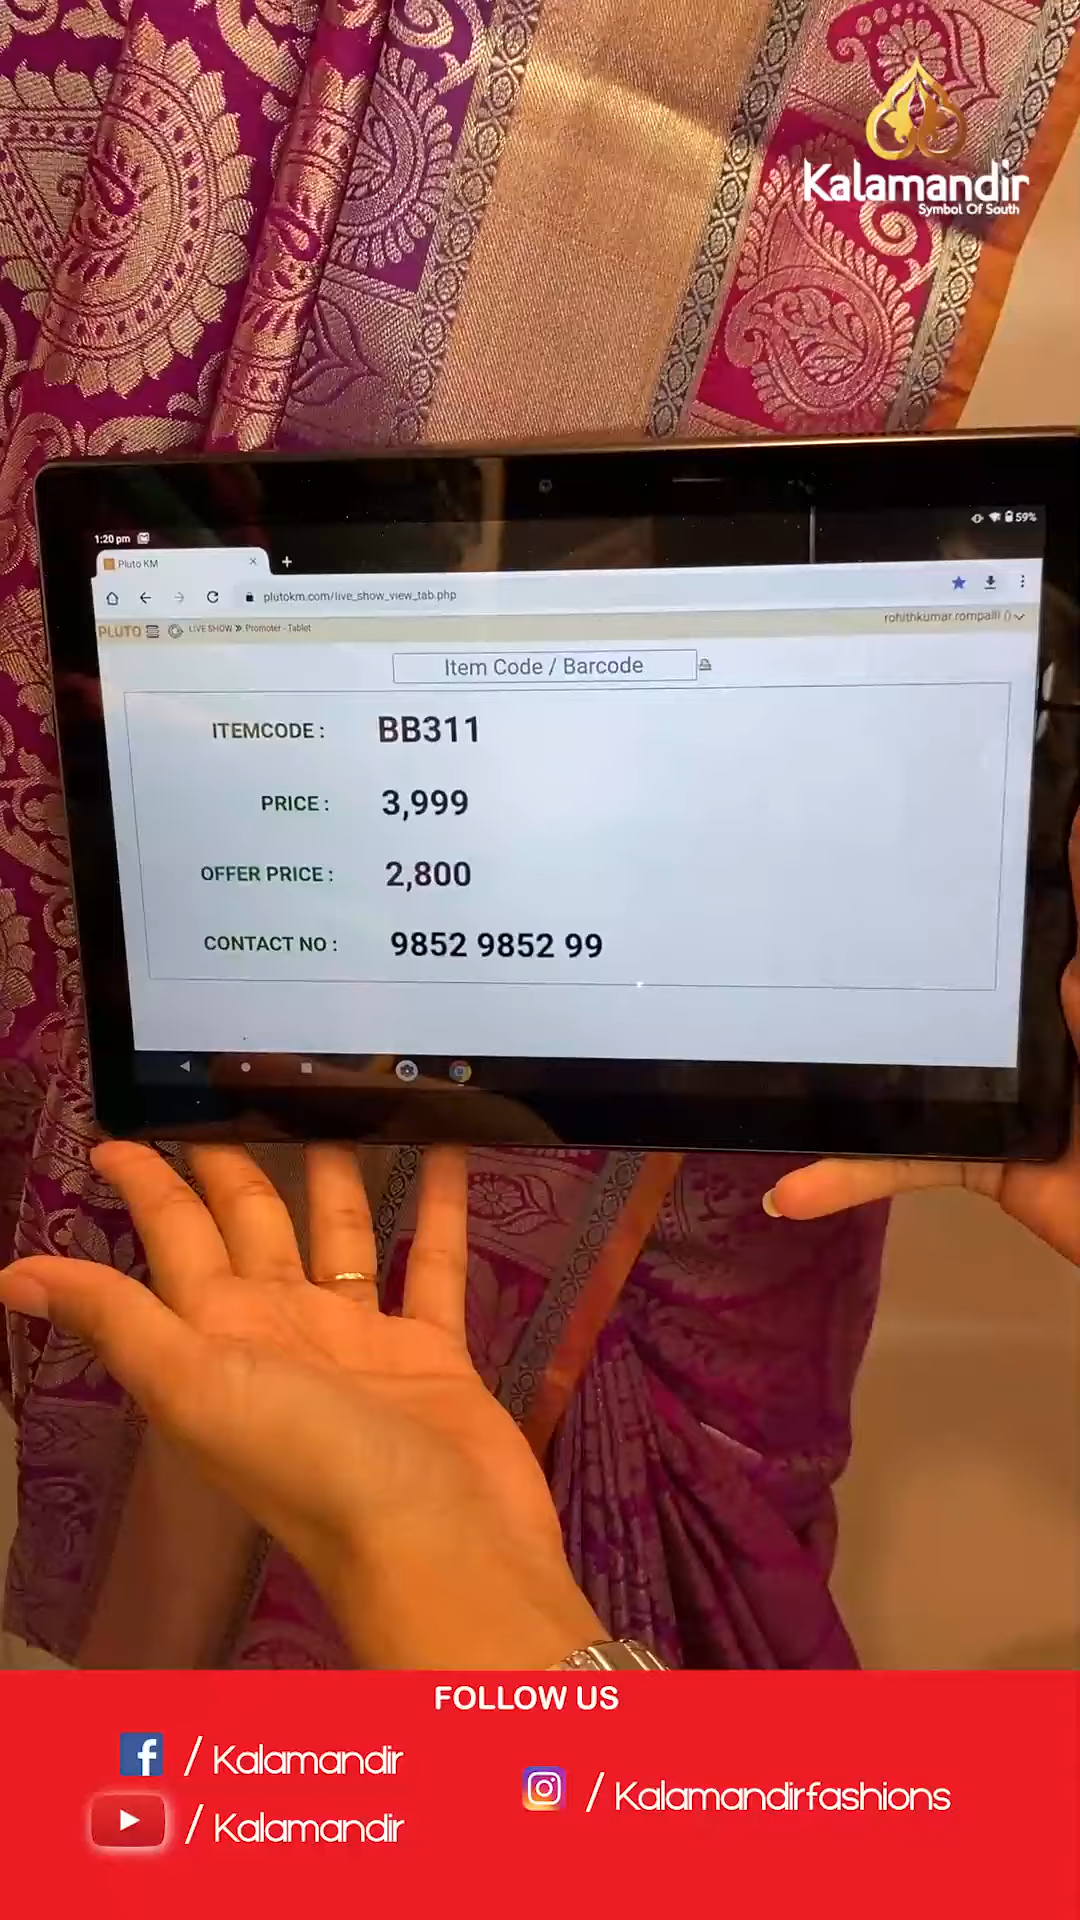 Kalamandir
Symbol Of South
1:20 pm
59%
Pluto KM
plutokm.com/live_show_view_tab.php
PLUTO
LIVE SHOW » Promoter - Tablet
rohithkumar.rompalli ()
Item Code / Barcode
ITEMCODE : BB311
PRICE : 3,999
OFFER PRICE : 2,800
CONTACT NO : 9852 9852 99
FOLLOW US
/ Kalamandir
/ Kalamandir
/ Kalamandirfashions